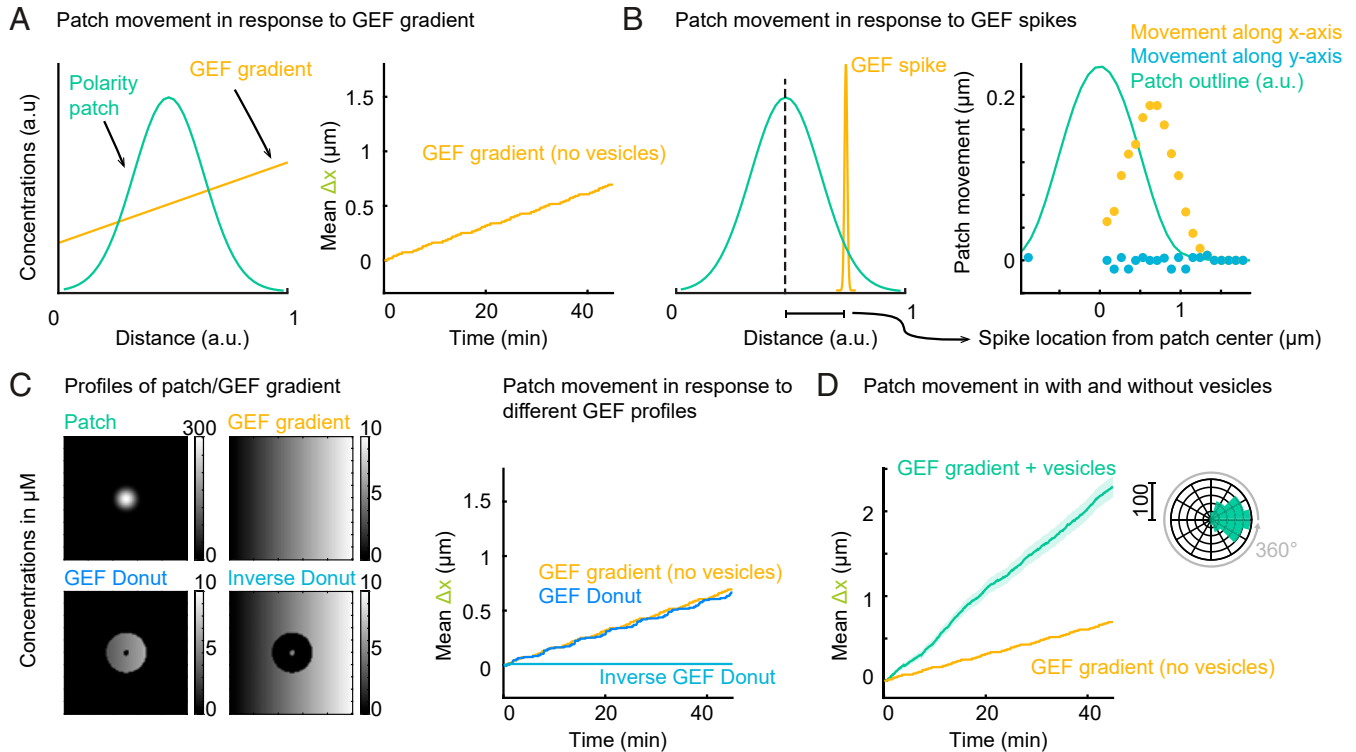 A Patch movement in response to GEF gradient
Polarity
patch
GEF gradient
Concentrations (a.u)
0
1
Distance (a.u.)
1.5
1
0.5
0
Mean Δx (µm)
GEF gradient (no vesicles)
0
20
40
Time (min)
B Patch movement in response to GEF spikes
GEF spike
0
1
Distance (a.u.)
Movement along x-axis
Movement along y-axis
Patch outline (a.u.)
Patch movement (µm)
0.2
0
0
1
Spike location from patch center (µm)
C Profiles of patch/GEF gradient
Concentrations in µM
Patch
300
0
GEF gradient
10
5
0
GEF Donut
10
5
0
Inverse Donut
10
5
0
Patch movement in response to
different GEF profiles
1.5
1
0.5
0
Mean Δx (µm)
GEF gradient (no vesicles)
GEF Donut
Inverse GEF Donut
0
20
40
Time (min)
D Patch movement in with and without vesicles
GEF gradient + vesicles
2
1
0
Mean Δx (µm)
GEF gradient (no vesicles)
0
20
40
Time (min)
100
360°